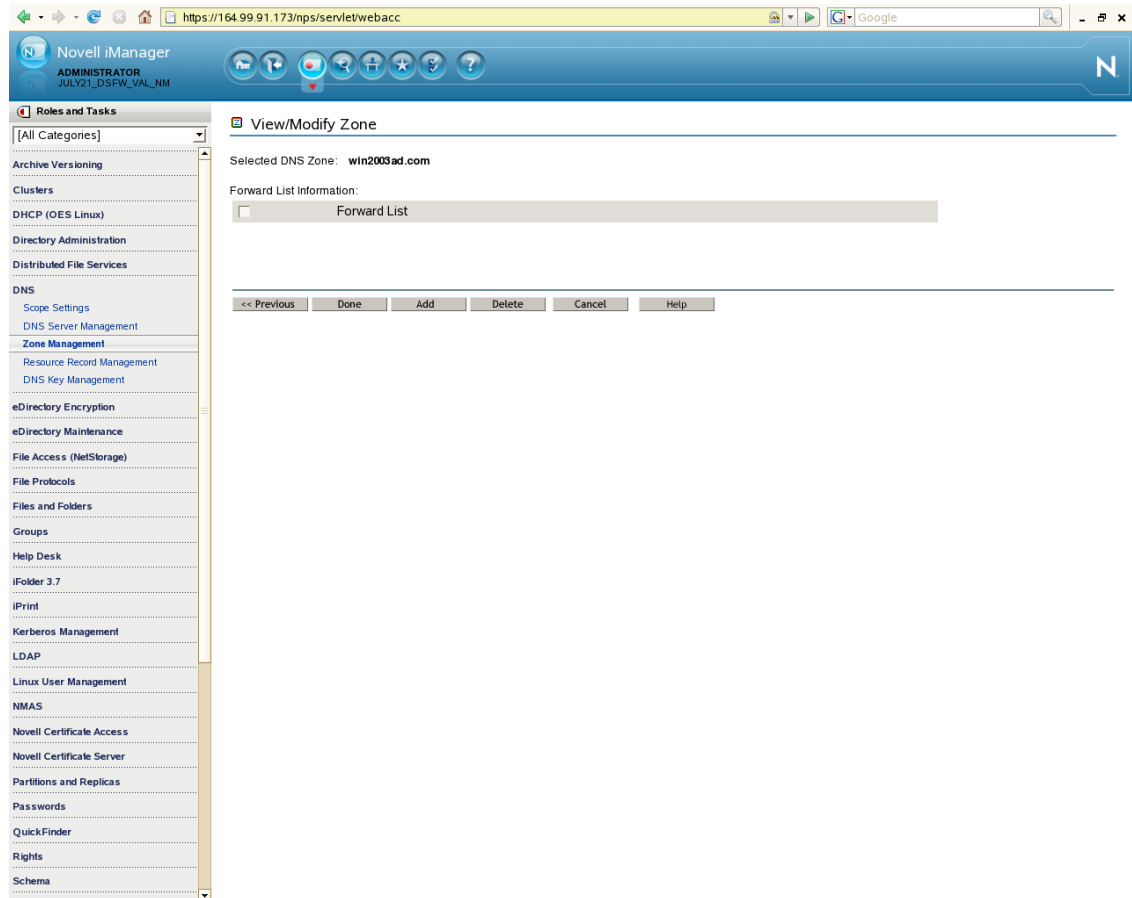 https://164.99.91.173/nps/servlet/webacc
G
Google
N
Novell iManager
ADMINISTRATOR
JULY21_DSFW_VAL_NM
?
N.
Roles and Tasks
[All Categories]
Archive Versioning
Clusters
DHCP (OES Linux)
Directory Administration
Distributed File Services
DNS
Scope Settings
DNS Server Management
Zone Management
Resource Record Management
DNS Key Management
eDirectory Encryption
eDirectory Maintenance
File Access (NetStorage)
File Protocols
Files and Folders
Groups
Help Desk
iFolder 3.7
iPrint
Kerberos Management
LDAP
Linux User Management
NMAS
Novell Certificate Access
Novell Certificate Server
Partitions and Replicas
Passwords
QuickFinder
Rights
Schema
View/Modify Zone
Selected DNS Zone: win2003ad.com
Forward List Information:
Forward List
<< Previous Done Add Delete Cancel Help